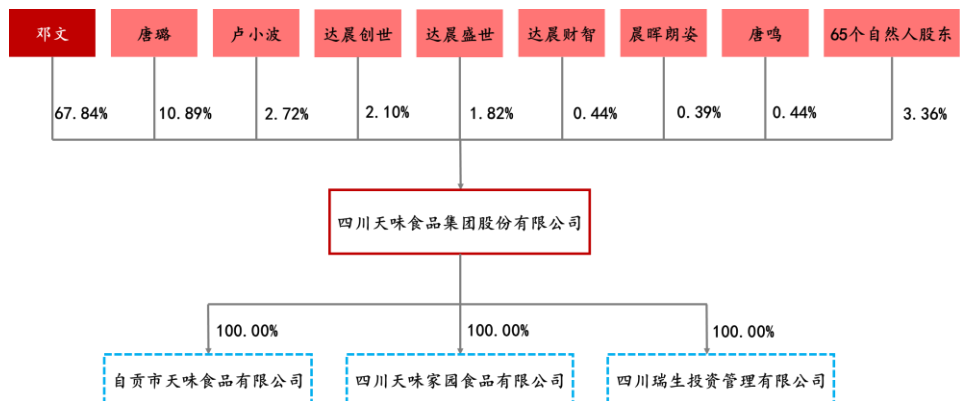 邓文
唐璐
卢小波
达晨创世
达晨盛世
达晨财智
晨晖朗姿
唐鸣
65个自然人股东
67.84%
10.89%
2.72%
2.10%
1.82%
0.44%
0.39%
0.44%
3.36%
四川天味食品集团股份有限公司
100.00%
100.00%
100.00%
自贡市天味食品有限公司
四川天味家园食品有限公司
四川瑞生投资管理有限公司